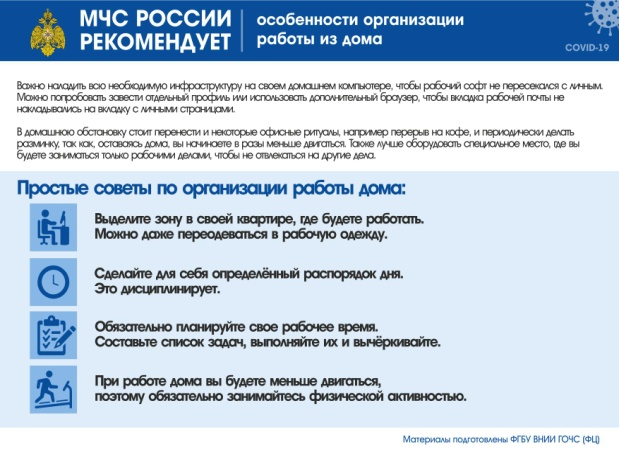 МЧС РОССИИ
РЕКОМЕНДУЕТ
особенности организации
работы из дома
COVID-19
Важно наладить всю необходимую инфраструктуру на своем домашнем компьютере, чтобы рабочий софт не пересекался с личным.
Можно попробовать завести отдельный профиль или использовать дополнительный браузер, чтобы вкладка рабочей почты не
накладывались на вкладку с личными страницами.
В домашнюю обстановку стоит перенести и некоторые офисные ритуалы, например перерыв на кофе, и периодически делать
разминку, так как, оставаясь дома, вы начинаете в разы меньше двигаться. Также лучше оборудовать специальное место, где вы
будете заниматься только рабочими делами, чтобы не отвлекаться на другие дела.
Простые советы по организации работы дома:
Выделите зону в своей квартире, где будете работать.
Можно даже переодеваться в рабочую одежду.
Сделайте для себя определённый распорядок дня.
Это дисциплинирует.
Обязательно планируйте свое рабочее время.
Составьте список задач, выполняйте их и вычёркивайте.
При работе дома вы будете меньше двигаться,
поэтому обязательно занимайтесь физической активностью.
Материалы подготовлены ФГБУ ВНИИ ГОЧС (ФЦ)